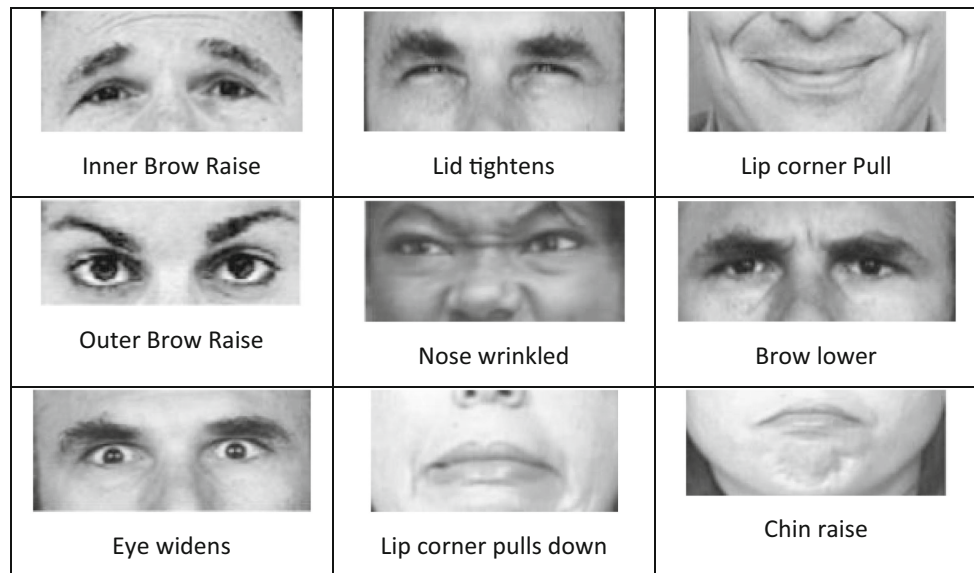 Inner Brow Raise
Lid tightens
Lip corner Pull
Outer Brow Raise
Nose wrinkled
Brow lower
Eye widens
Lip corner pulls down
Chin raise